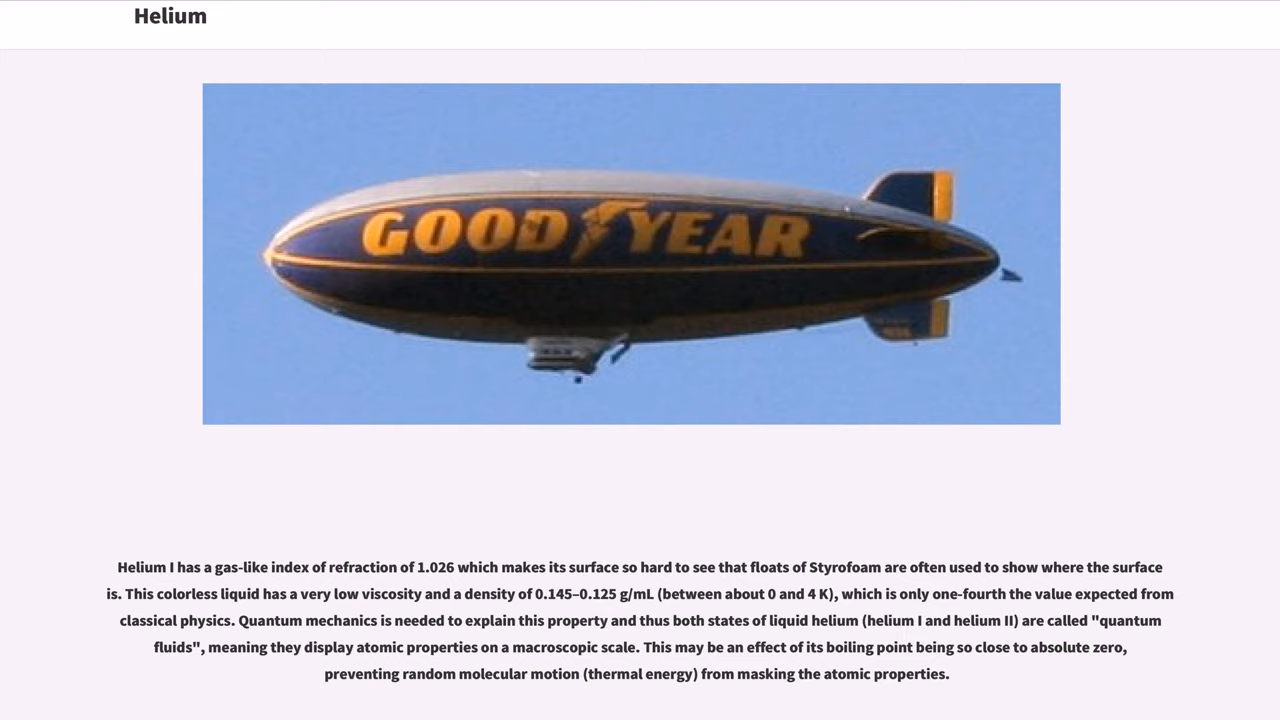 Helium
GOOD YEAR
Helium I has a gas-like index of refraction of 1.026 which makes its surface so hard to see that floats of Styrofoam are often used to show where the surface
is. This colorless liquid has a very low viscosity and a density of 0.145–0.125 g/mL (between about 0 and 4 K), which is only one-fourth the value expected from
classical physics. Quantum mechanics is needed to explain this property and thus both states of liquid helium (helium I and helium II) are called "quantum
fluids", meaning they display atomic properties on a macroscopic scale. This may be an effect of its boiling point being so close to absolute zero,
preventing random molecular motion (thermal energy) from masking the atomic properties.